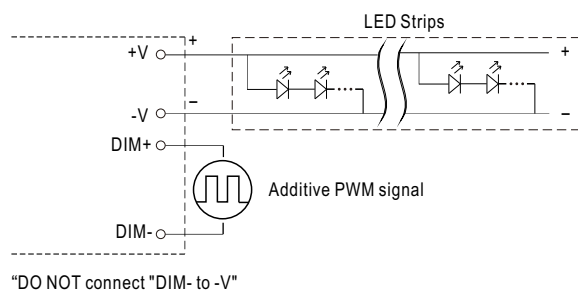 LED Strips
+V + +
-V – –
DIM+
Additive PWM signal
DIM-
“DO NOT connect "DIM- to -V"